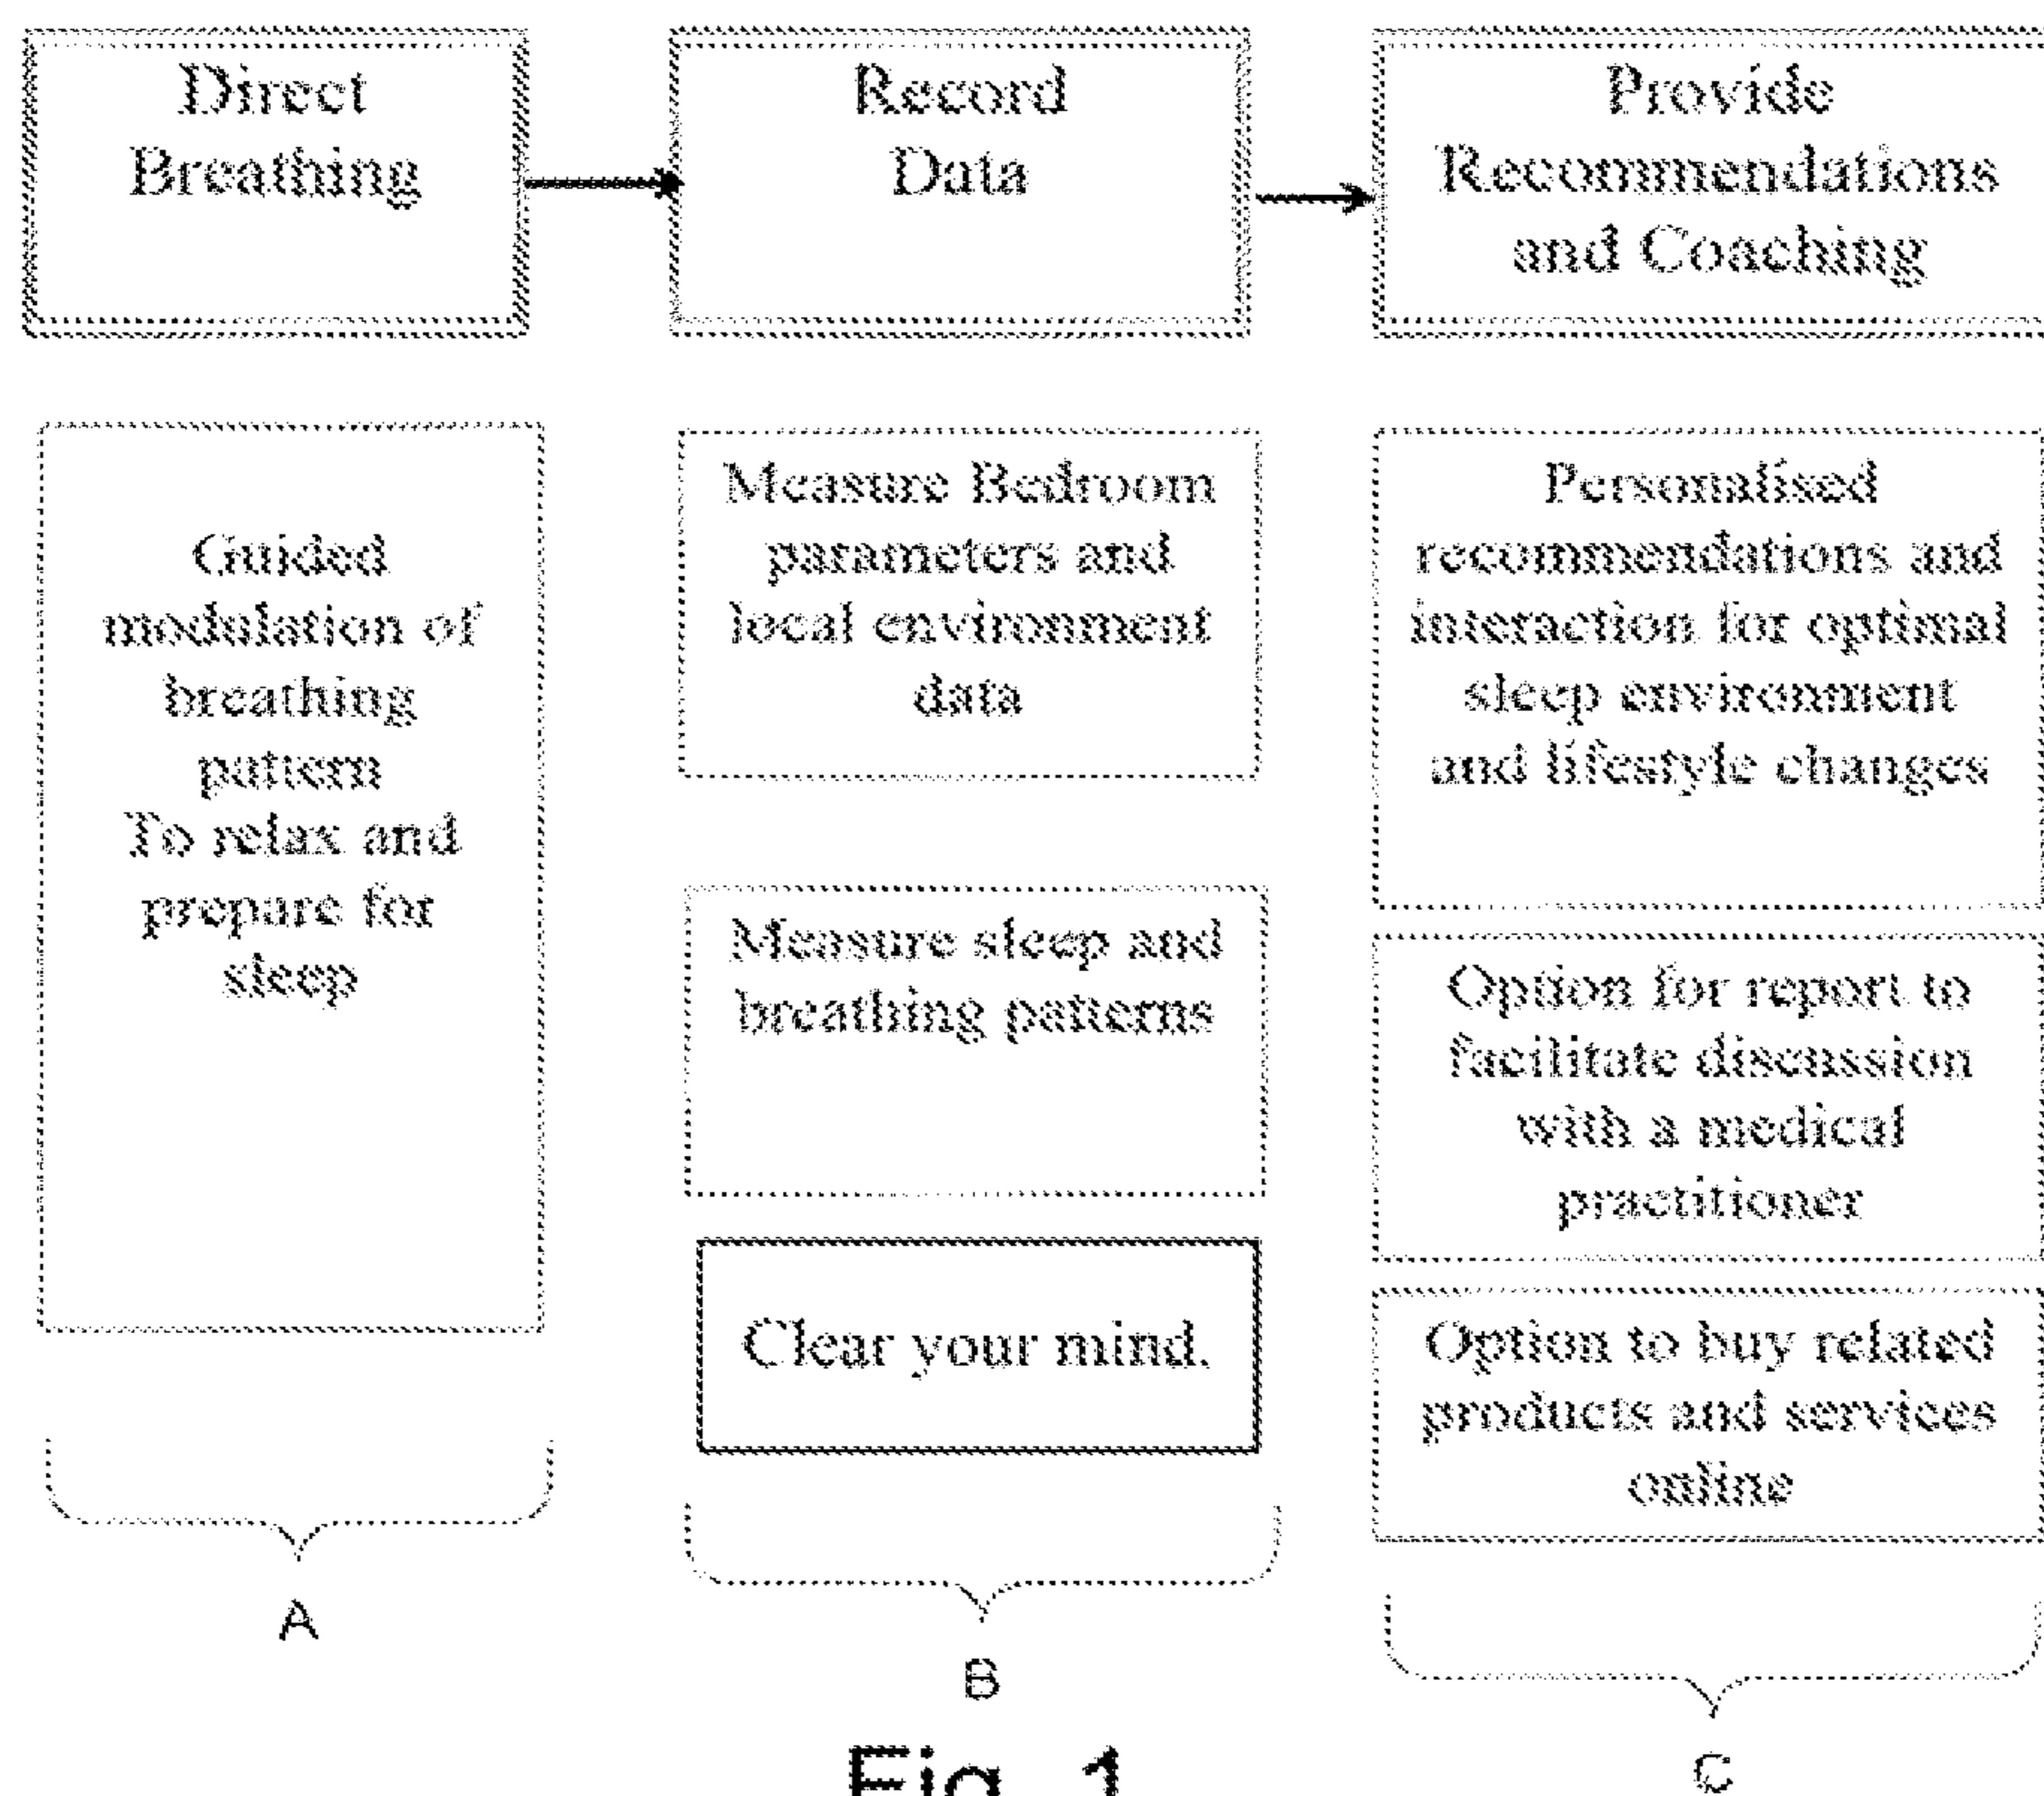 Direct
Breathing
Record
Data
Provide
Recommendations
and Coaching
Guided
modulation of
breathing
pattern
To relax and
prepare for
sleep
A
Measure Bedroom
parameters and
local environment
data
Measure sleep and
breathing patterns
Clear your mind.
B
Personalised
recommendations and
interaction for optimal
sleep environment
and lifestyle changes
Option for report to
facilitate discussion
with a medical
practitioner
Option to buy related
products and services
online
C
Fig. 1